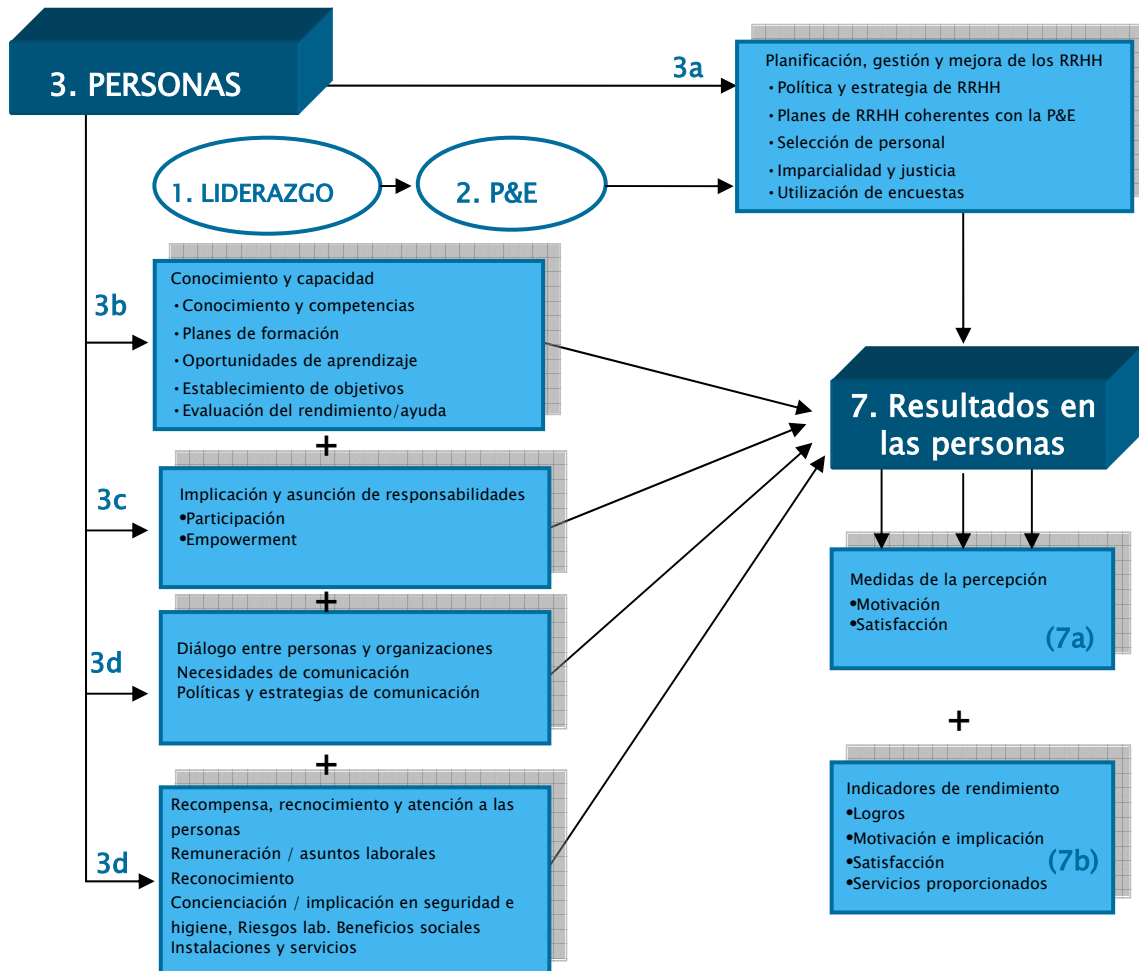 3. PERSONAS
3a
Planificación, gestión y mejora de los RRHH
•Política y estrategia de RRHH
•Planes de RRHH coherentes con la P&E
•Selección de personal
•Imparcialidad y justicia
•Utilización de encuestas
1. LIDERAZGO
2. P&E
3b
Conocimiento y capacidad
•Conocimiento y competencias
•Planes de formación
•Oportunidades de aprendizaje
•Establecimiento de objetivos
•Evaluación del rendimiento/ayuda
+
3c
Implicación y asunción de responsabilidades
•Participación
•Empowerment
+
3d
Diálogo entre personas y organizaciones
Necesidades de comunicación
Políticas y estrategias de comunicación
+
3d
Recompensa, recnocimiento y atención a las
personas
Remuneración / asuntos laborales
Reconocimiento
Concienciación / implicación en seguridad e
higiene, Riesgos lab. Beneficios sociales
Instalaciones y servicios
7. Resultados en
las personas
Medidas de la percepción
•Motivación
•Satisfacción
(7a)
+
Indicadores de rendimiento
•Logros
•Motivación e implicación
•Satisfacción
(7b)
•Servicios proporcionados